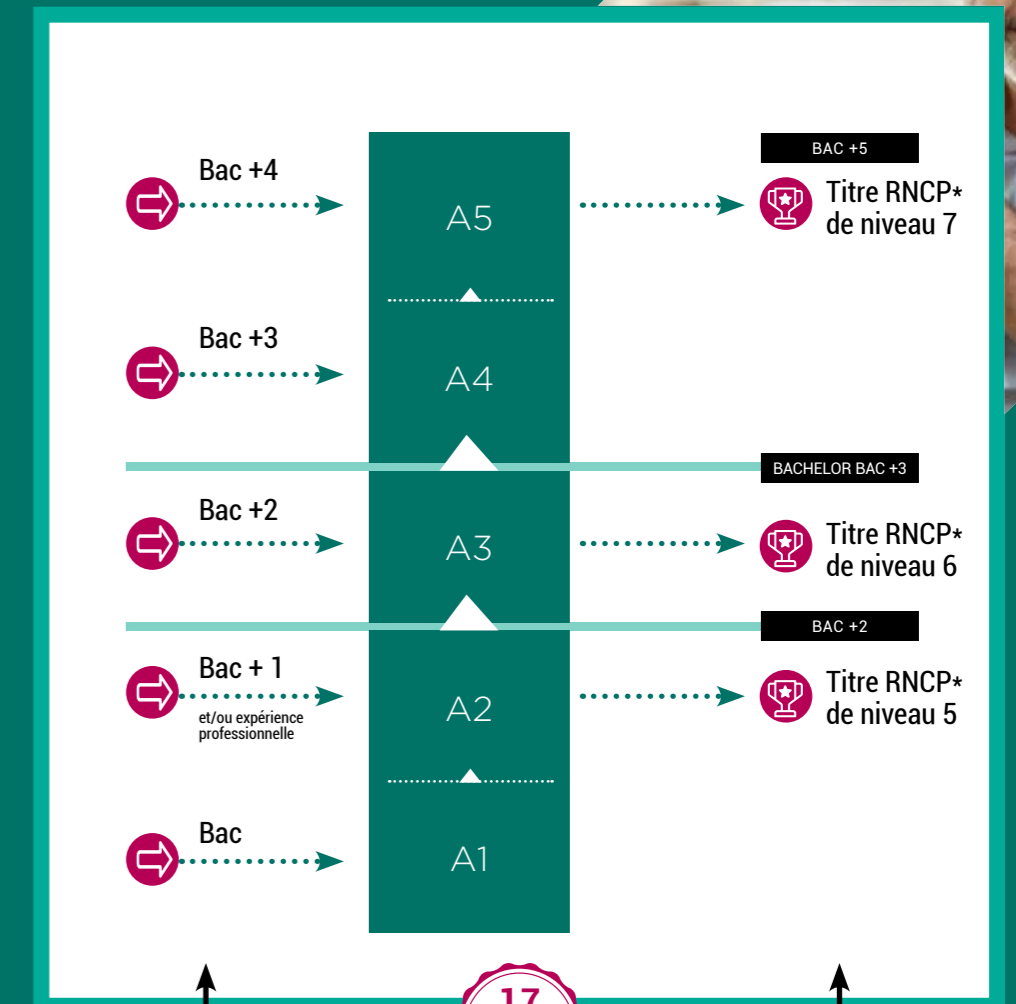 BAC +5
Bac +4
A5
Titre RNCP*
de niveau 7
Bac +3
A4
BACHELOR BAC +3
Bac +2
A3
Titre RNCP*
de niveau 6
BAC +2
Bac + 1
et/ou expérience
professionnelle
A2
Titre RNCP*
de niveau 5
Bac
A1
17